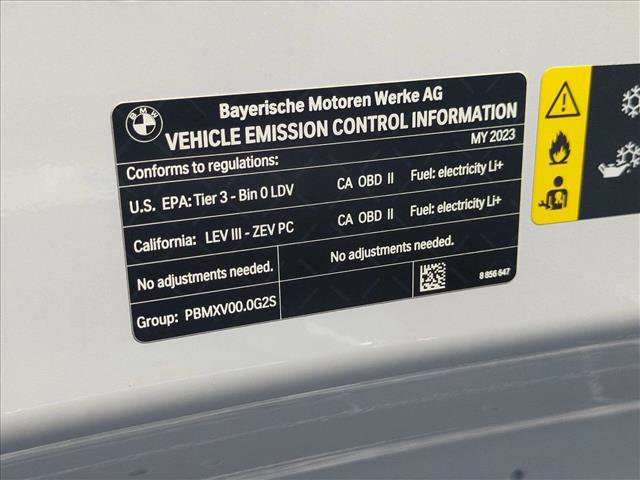 BMW
Bayerische Motoren Werke AG
VEHICLE EMISSION CONTROL INFORMATION
MY 2023
Conforms to regulations:
U.S. EPA: Tier 3 - Bin 0 LDV CA OBD II Fuel: electricity Li+
California: LEV III - ZEV PC CA OBD II Fuel: electricity Li+
No adjustments needed. No adjustments needed.
Group: PBMXV00.0G2S 8 856 647